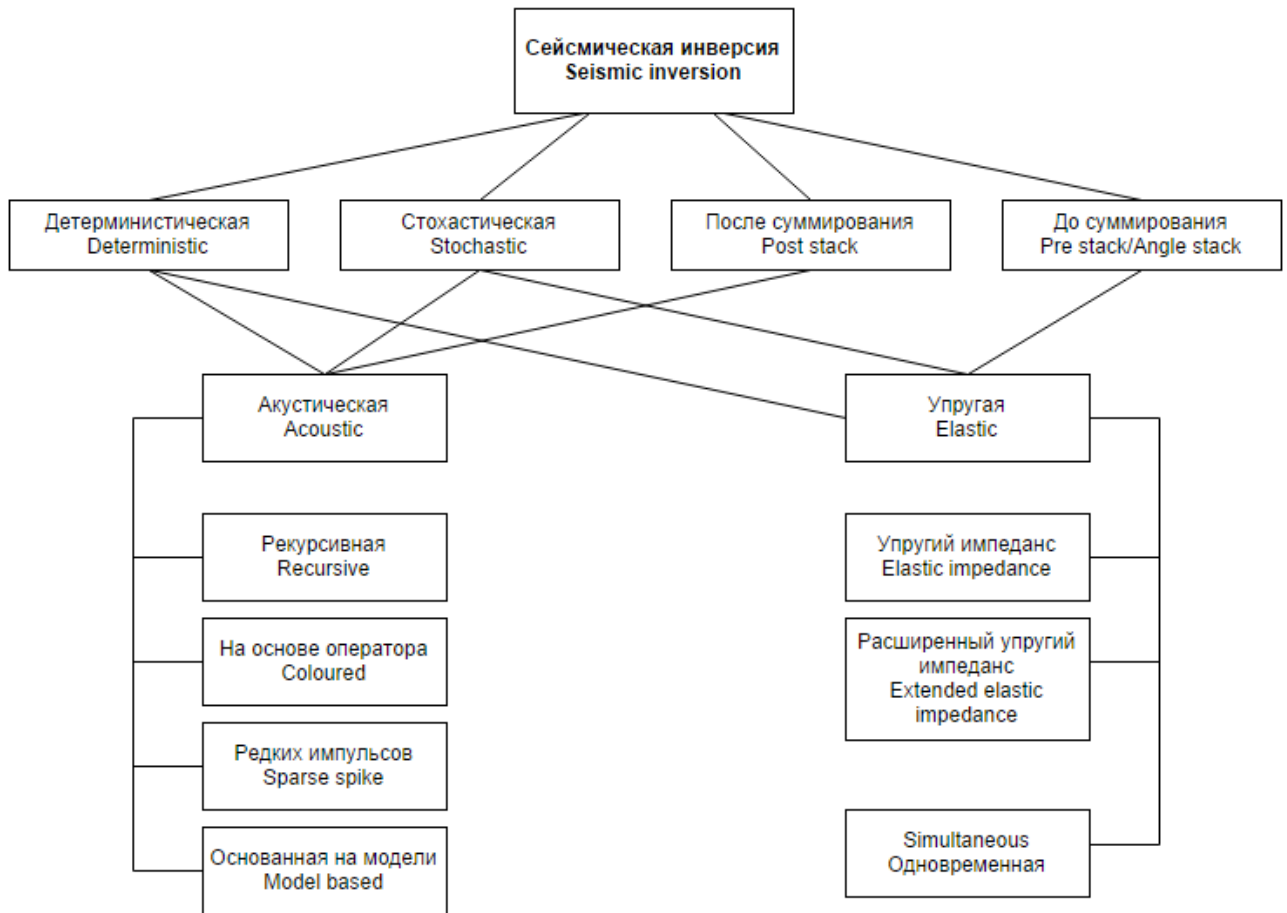 Сейсмическая инверсия
Seismic inversion
Детерминистическая
Deterministic
Стохастическая
Stochastic
После суммирования
Post stack
До суммирования
Pre stack/Angle stack
Акустическая
Acoustic
Упругая
Elastic
Рекурсивная
Recursive
Упругий импеданс
Elastic impedance
На основе оператора
Coloured
Расширенный упругий
импеданс
Extended elastic
impedance
Редких импульсов
Sparse spike
Основанная на модели
Model based
Simultaneous
Одновременная